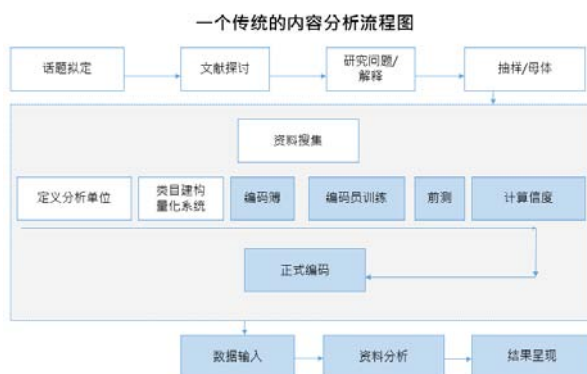 一个传统的内容分析流程图
话题拟定
文献探讨
研究问题/
解释
抽样/母体
资料搜集
定义分析单位
类目建构
量化系统
编码簿
编码员训练
前测
计算信度
正式编码
数据输入
资料分析
结果呈现